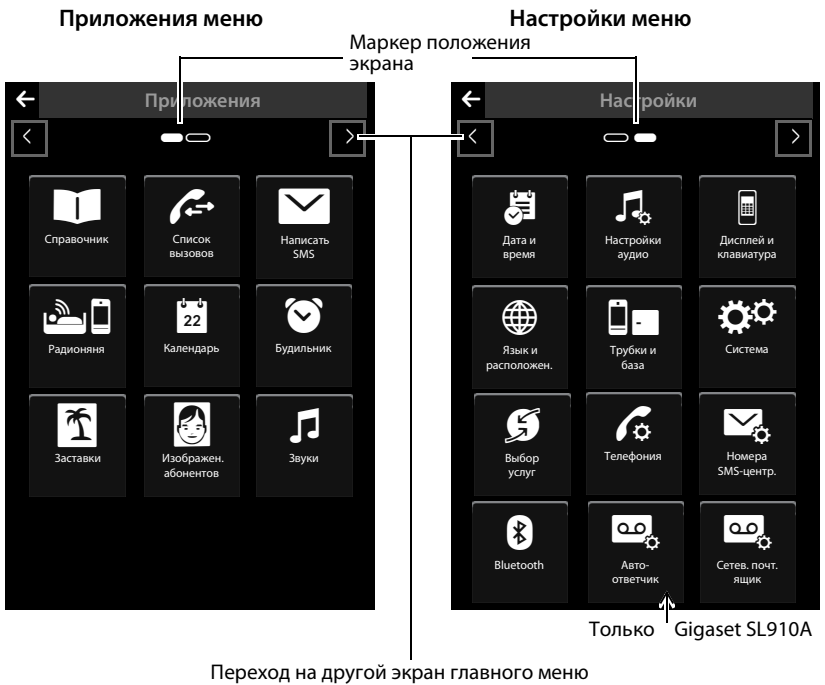 Приложения меню
Настройки меню
Маркер положения
экрана
Приложения
Справочник
Список
вызовов
Написать
SMS
Радионяня
22
Календарь
Будильник
Заставки
Изображен.
абонентов
Звуки
Настройки
Дата и
время
Настройки
аудио
Дисплей и
клавиатура
Язык и
расположен.
Трубки и
база
Система
Выбор
услуг
Телефония
Номера
SMS-центр.
Bluetooth
Авто-
ответчик
Сетев. почт.
ящик
Только Gigaset SL910A
Переход на другой экран главного меню